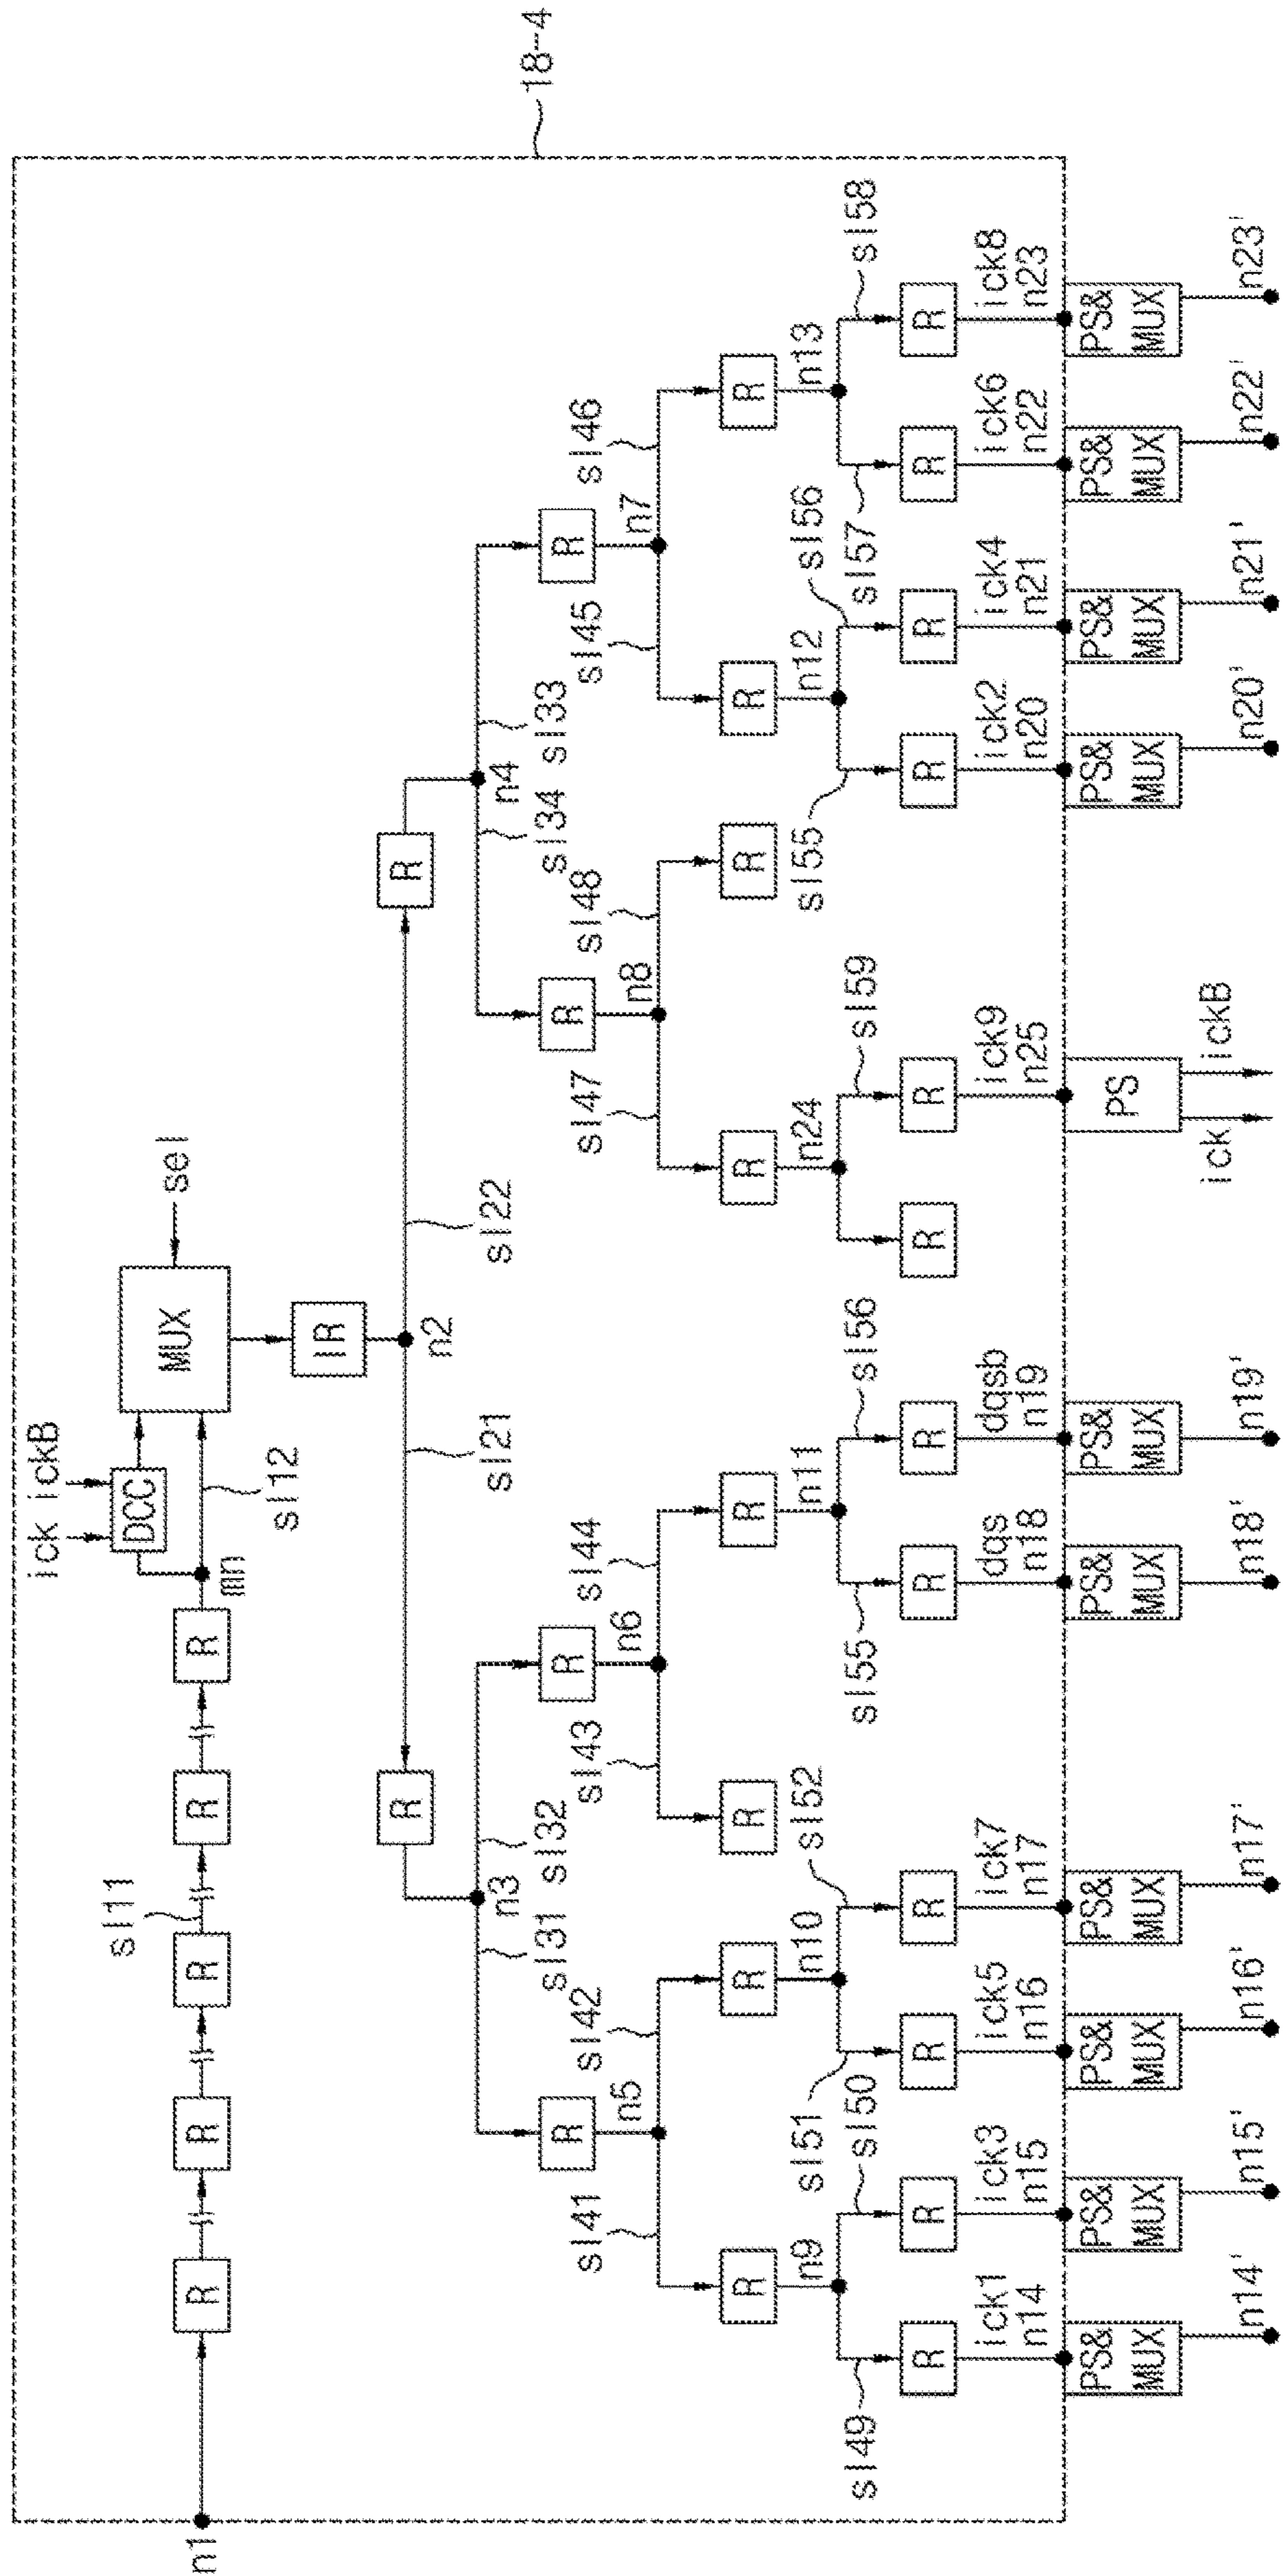 18-4
ick ickB
sel
DCC
MUX
n1
R
R
R
R
R
mn
sl11
sl12
IR
sl21
n2
sl22
R
R
n3
n4
sl31
sl32
sl34
sl33
R
R
R
R
n5
n6
n8
n7
sl41
sl42
sl43
sl44
sl47
sl48
sl45
sl46
R
R
R
R
R
R
R
R
n9
n10
n11
n24
n12
n13
sl49
sl50
sl51
sl52
sl55
sl56
sl59
sl55
sl56
sl57
sl58
R
R
R
R
R
R
R
R
R
R
R
R
ick1
ick3
ick5
ick7
dqs
dqsb
ick9
ick2
ick4
ick6
ick8
n14
n15
n16
n17
n18
n19
n25
n20
n21
n22
n23
PS&
MUX
PS&
MUX
PS&
MUX
PS&
MUX
PS&
MUX
PS&
MUX
PS
PS&
MUX
PS&
MUX
PS&
MUX
PS&
MUX
n14'
n15'
n16'
n17'
n18'
n19'
ick
ickB
n20'
n21'
n22'
n23'